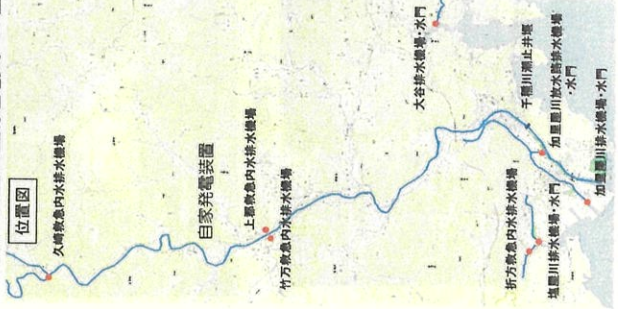 位置図
久崎救急内水排水機場
自家発電装置
上郡救急内水排水機場
竹万救急内水排水機場
大谷排水機場・水門
千種川潮止井堰
加里屋川放水路排水機場
・水門
加里屋川排水機場・水門
折方救急内水排水機場
塩屋川排水機場・水門